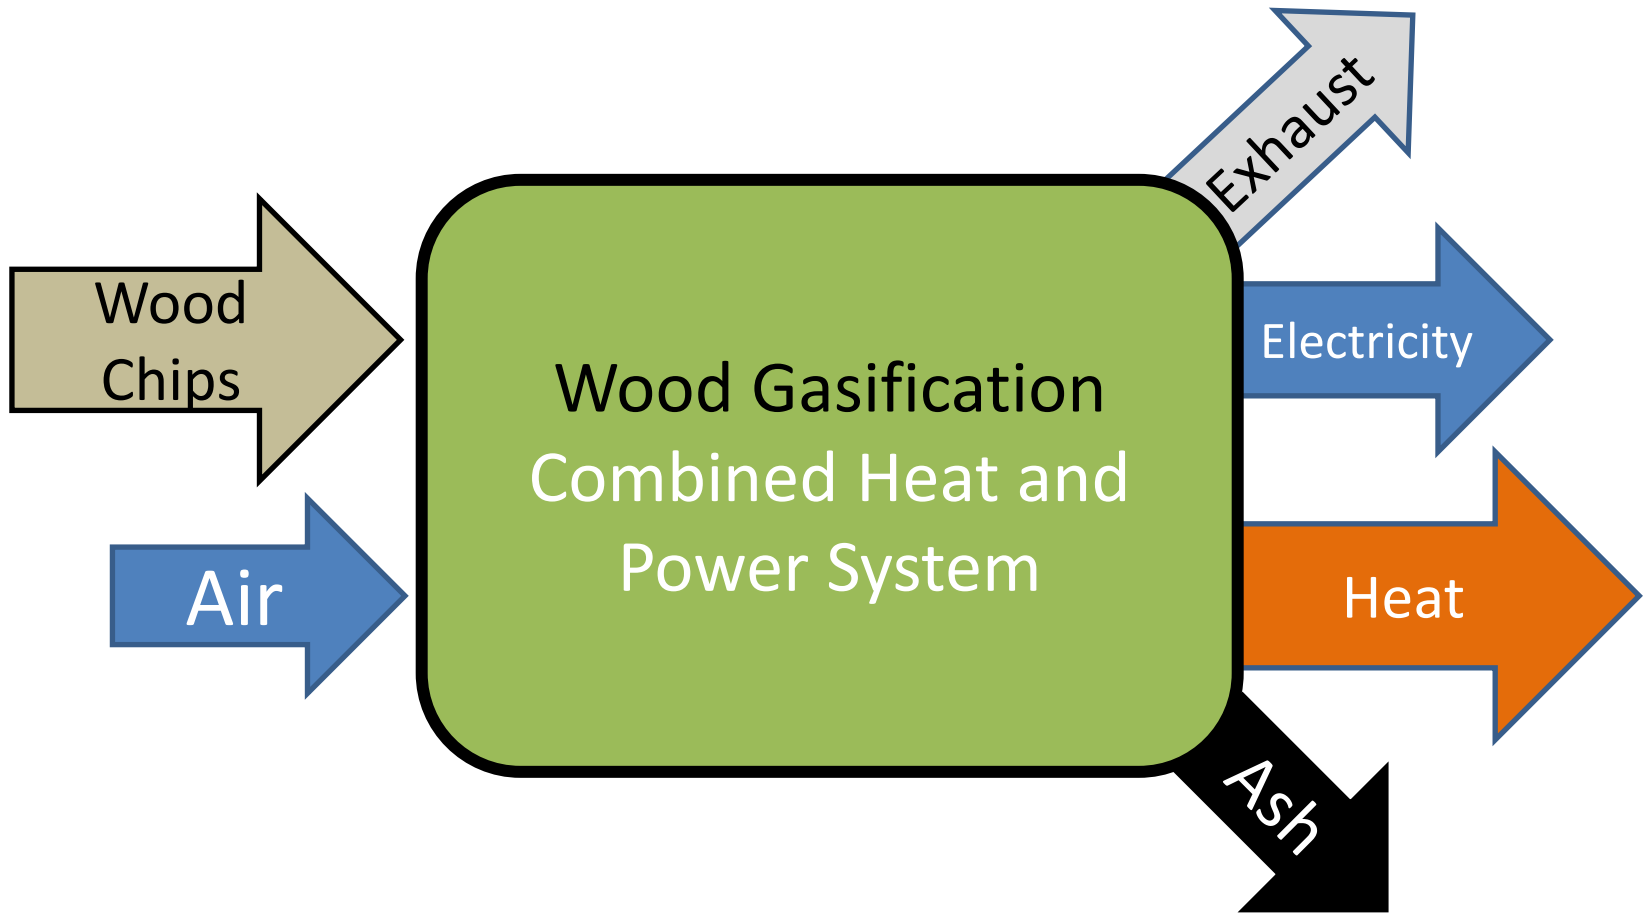 Wood
Chips
Air
Wood Gasification
Combined Heat and
Power System
Exhaust
Electricity
Heat
Ash